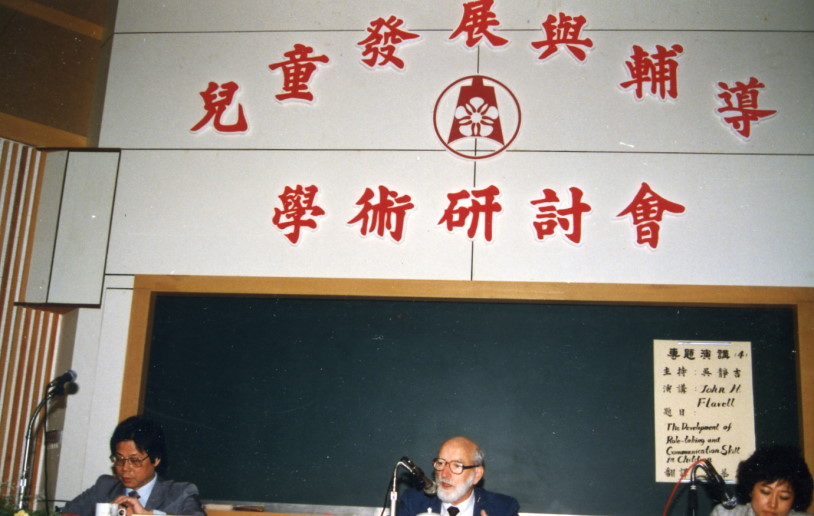 兒童發展與輔導
學術研討會
專題演講(4)
主持：吳靜吉
演講：John H.
Flavell
題目：
The Development of
Role-taking and
Communication Skill
in Children
翻譯